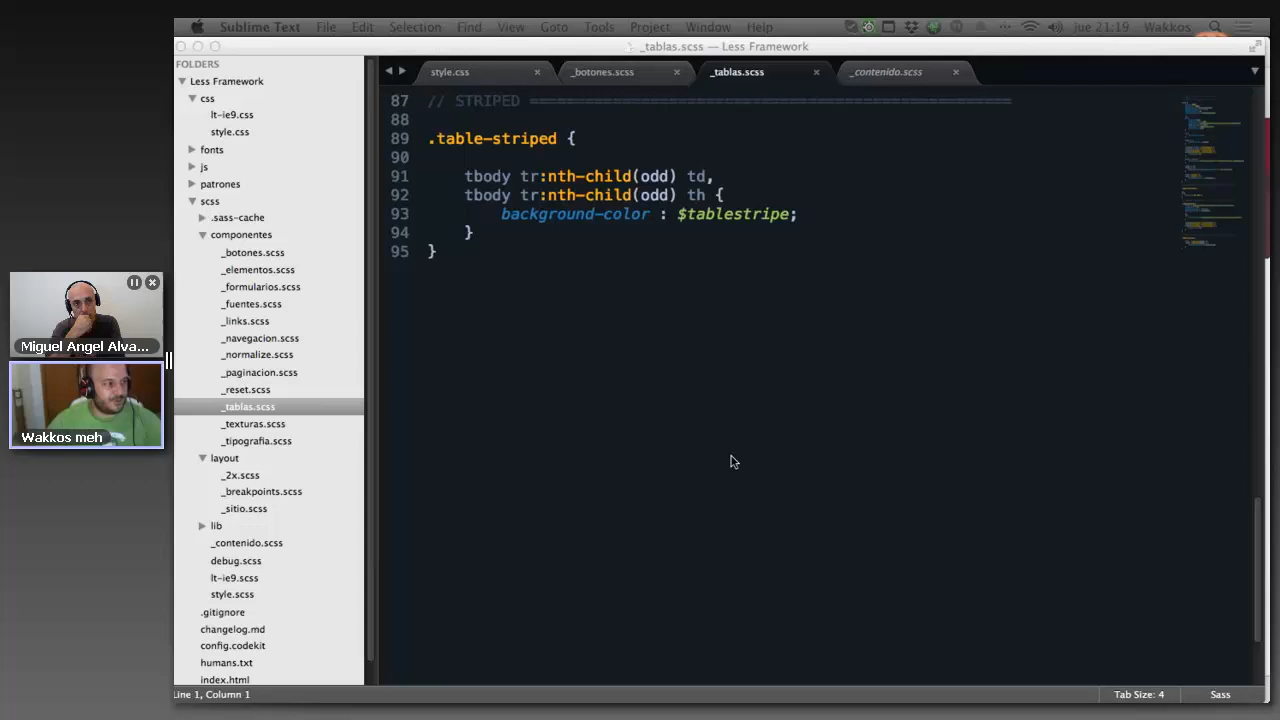 Sublime Text File Edit Selection Find View Goto Tools Project Window Help jue 21:19 Wakkos
_tablas.scss — Less Framework
FOLDERS
Less Framework
css
lt-ie9.css
style.css
fonts
js
patrones
scss
.sass-cache
componentes
_botones.scss
_elementos.scss
_formularios.scss
_fuentes.scss
_links.scss
_navegacion.scss
_normalize.scss
_paginacion.scss
_reset.scss
_tablas.scss
_texturas.scss
_tipografia.scss
layout
_2x.scss
_breakpoints.scss
_sitio.scss
lib
_contenido.scss
debug.scss
lt-ie9.scss
style.scss
.gitignore
changelog.md
config.codekit
humans.txt
index.html
style.css _botones.scss _tablas.scss _contenido.scss
87 // STRIPED ====================================================
88
89 .table-striped {
90
91 tbody tr:nth-child(odd) td,
92 tbody tr:nth-child(odd) th {
93 background-color : $tablestripe;
94 }
95 }
Miguel Angel Alva...
Wakkos meh
Line 1, Column 1 Tab Size: 4 Sass